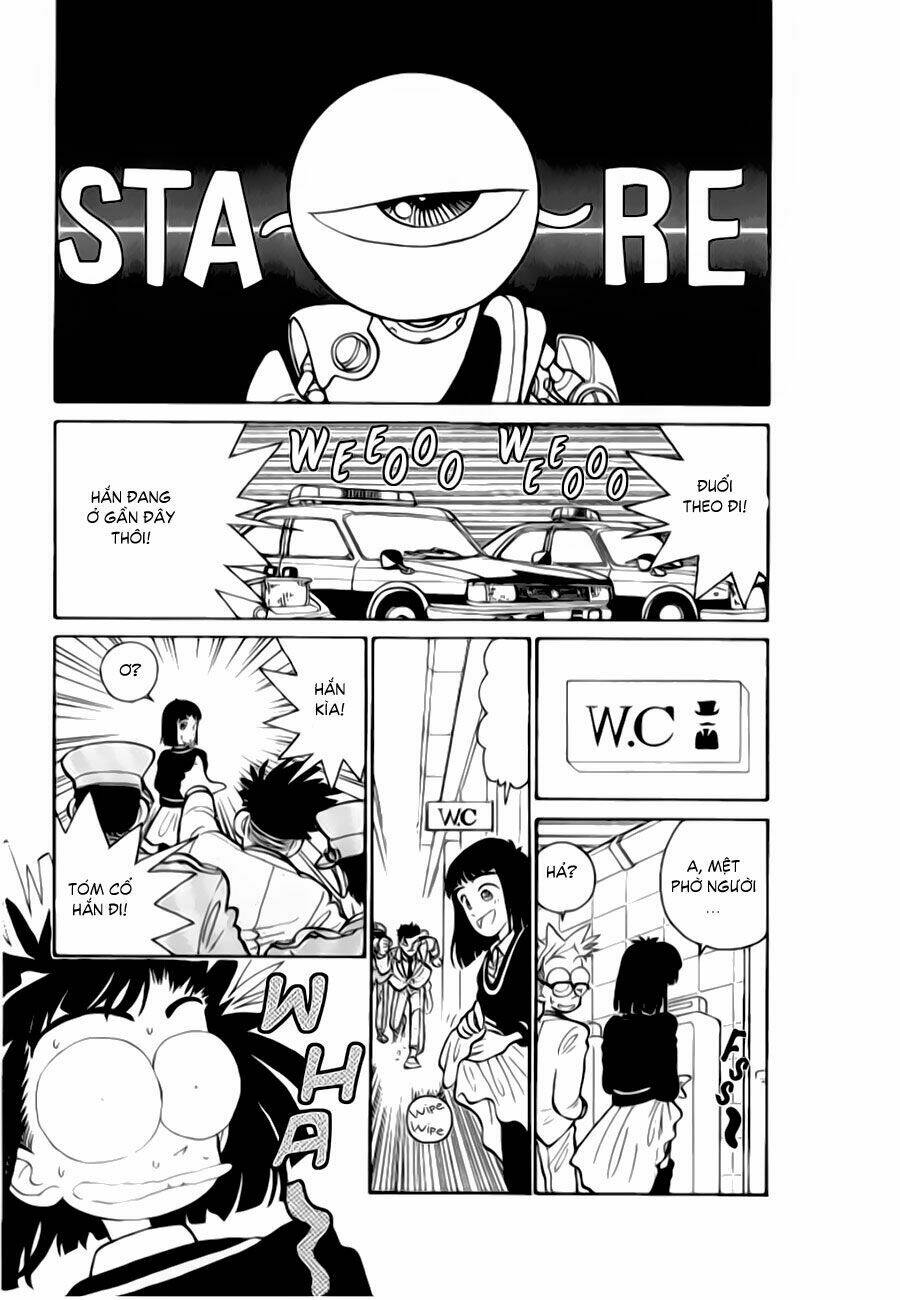 STA~ ~RE
WEEOOO WEEOOO
ĐUỔI
THEO ĐI!
HẮN ĐANG
Ở GẦN ĐÂY
THÔI!
W.C
A, MỆT
PHỜ NGƯỜI
...
HẢ?
FSSI
W.C
WIPE
WIPE
HẮN
KÌA!
Ơ?
TÓM CỔ
HẮN ĐI!
WHA